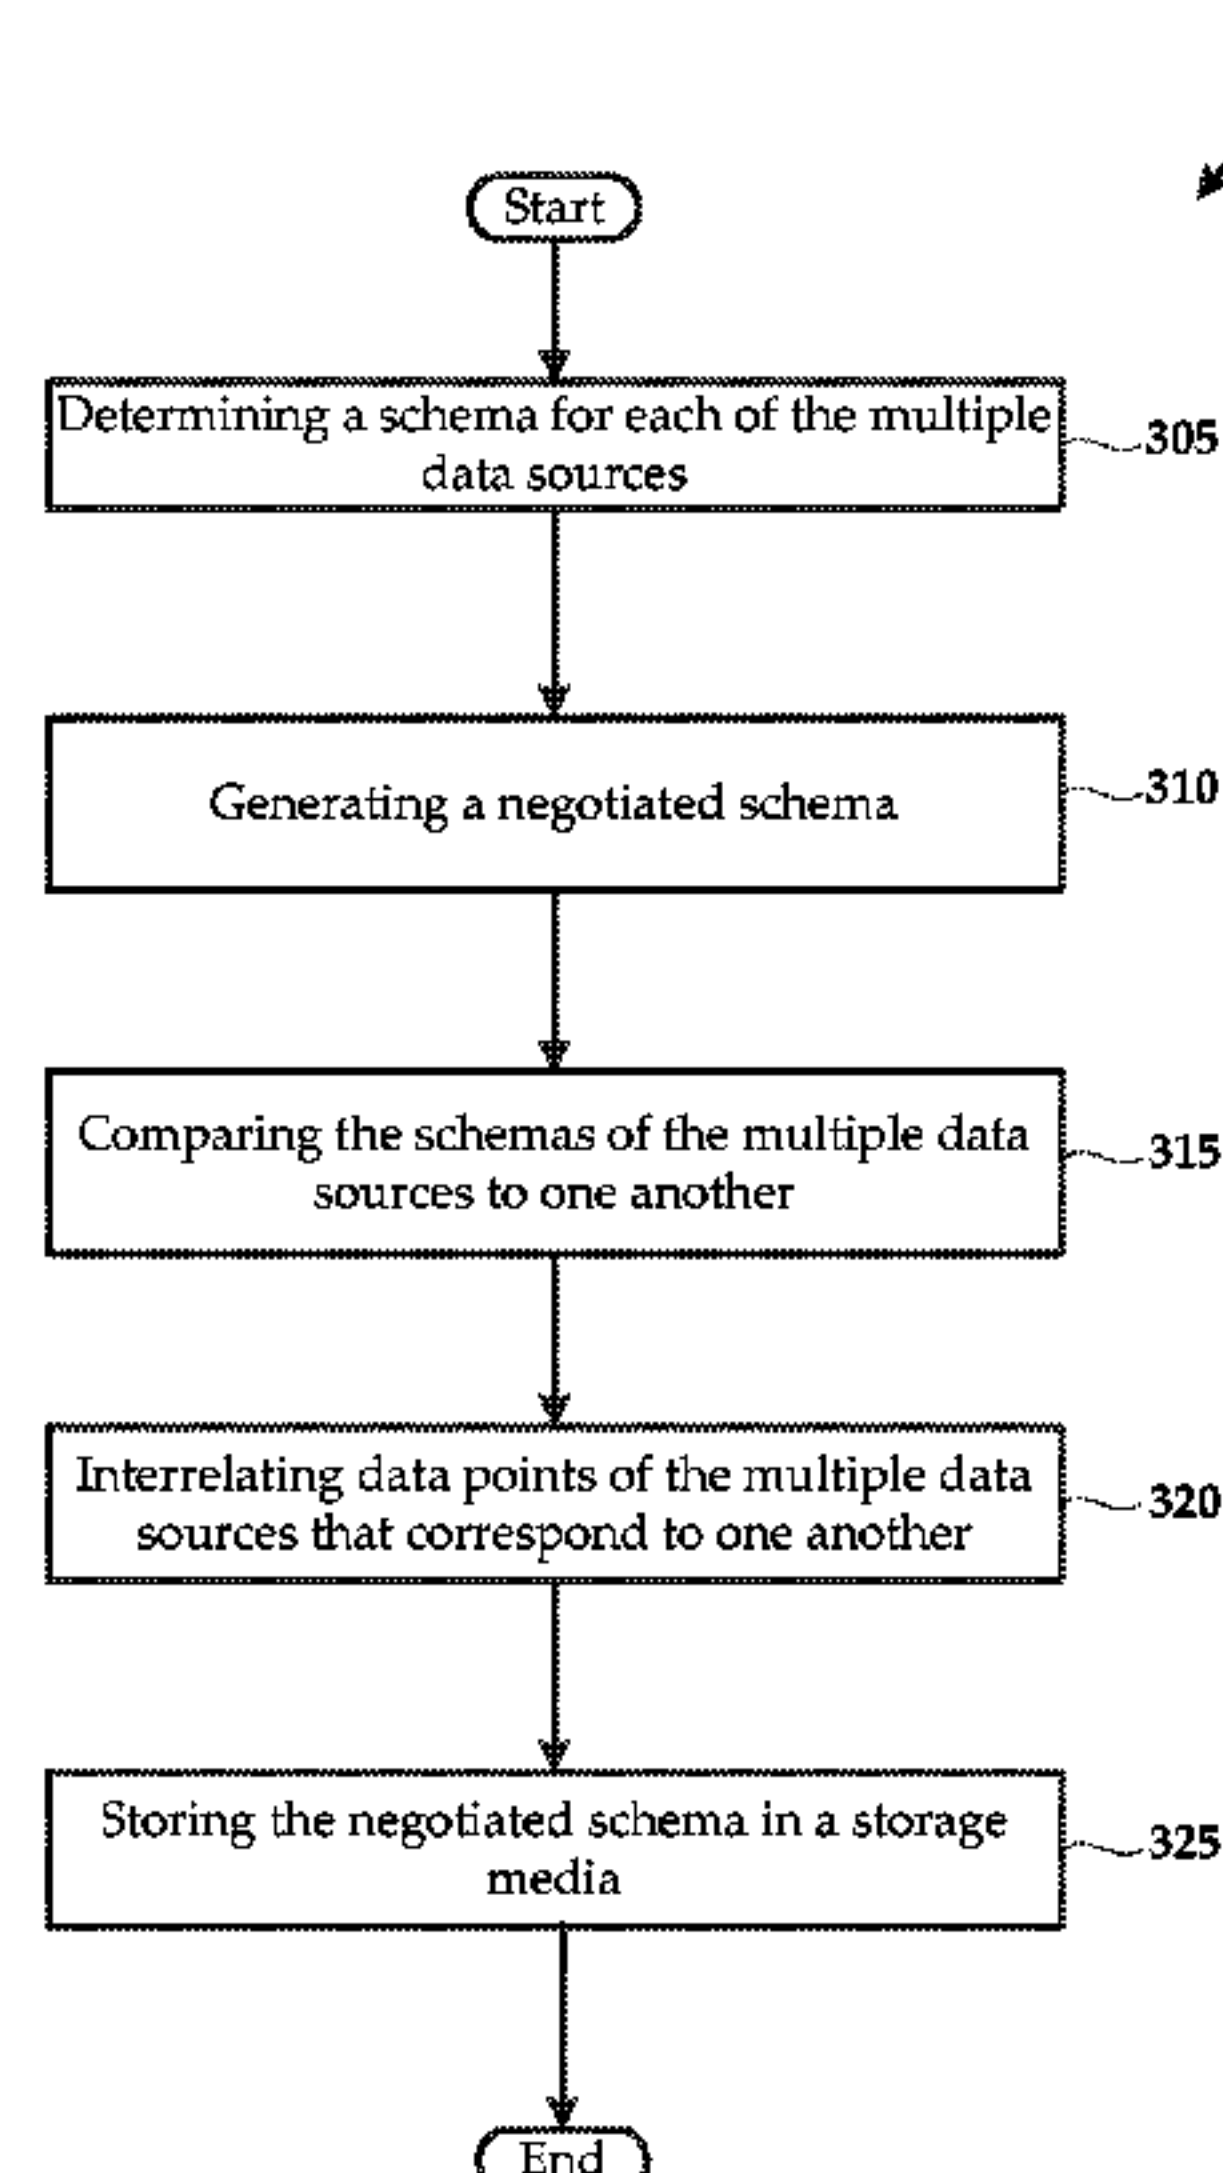 Start
Determining a schema for each of the multiple
data sources
305
Generating a negotiated schema
310
Comparing the schemas of the multiple data
sources to one another
315
Interrelating data points of the multiple data
sources that correspond to one another
320
Storing the negotiated schema in a storage
media
325
End